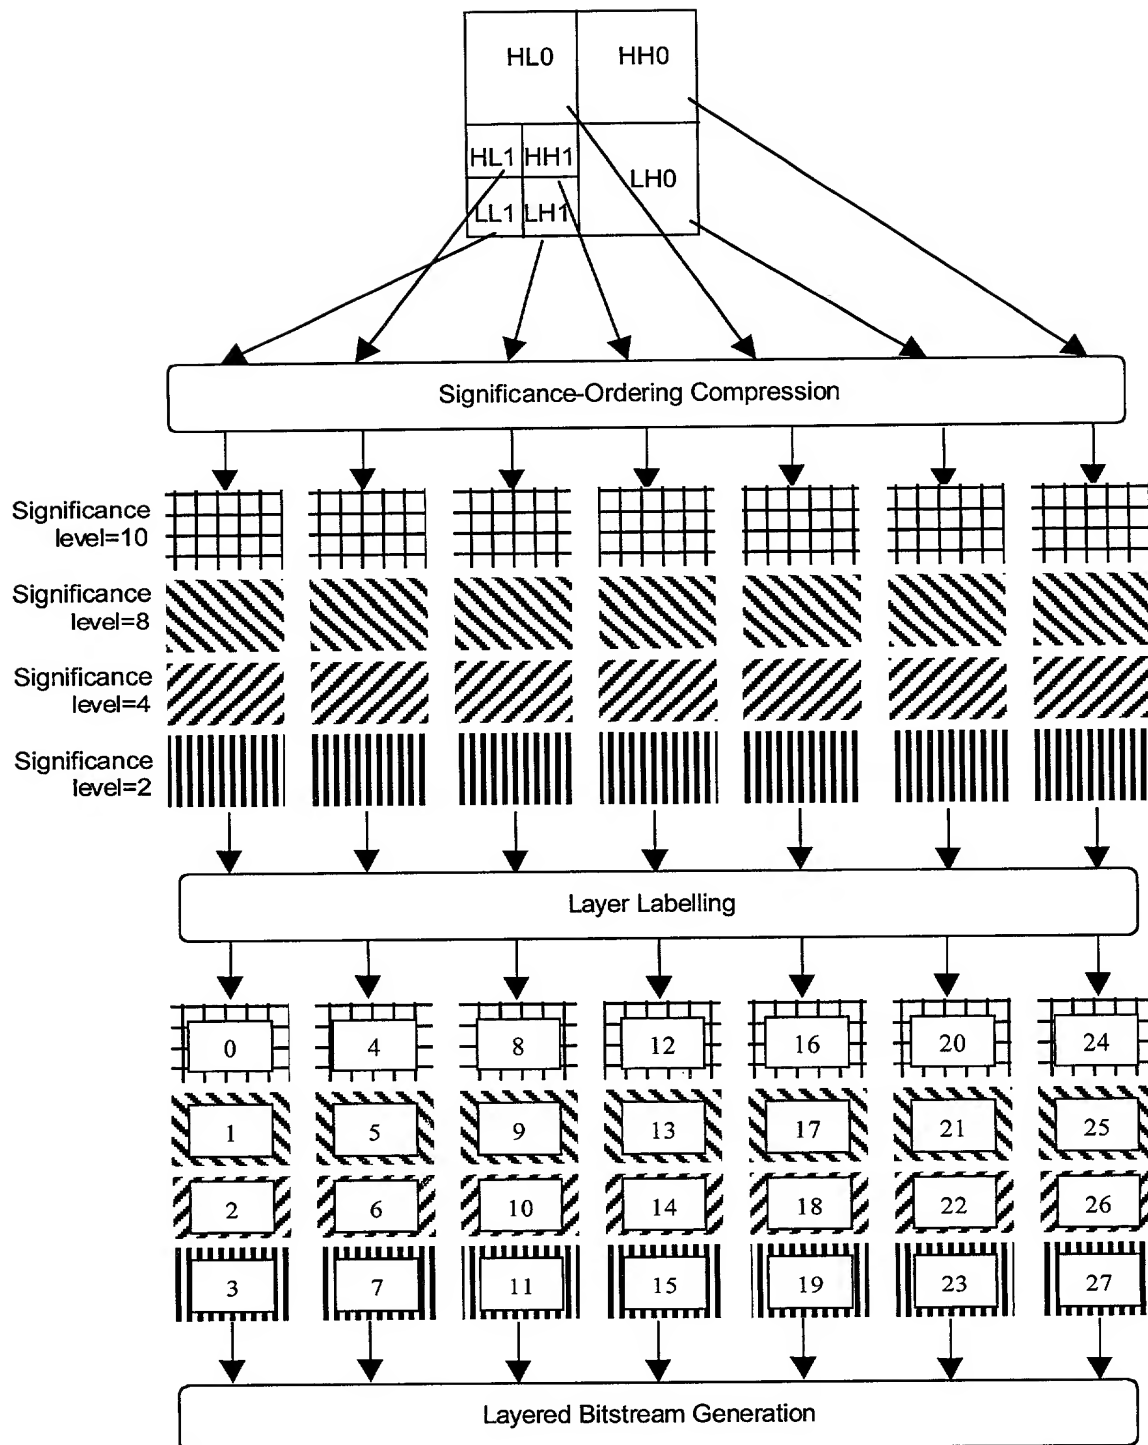 HL0 HH0
HL1 HH1
LH0
LL1 LH1
Significance-Ordering Compression
Significance
level=10
Significance
level=8
Significance
level=4
Significance
level=2
Layer Labelling
0 4 8 12 16 20 24
1 5 9 13 17 21 25
2 6 10 14 18 22 26
3 7 11 15 19 23 27
Layered Bitstream Generation